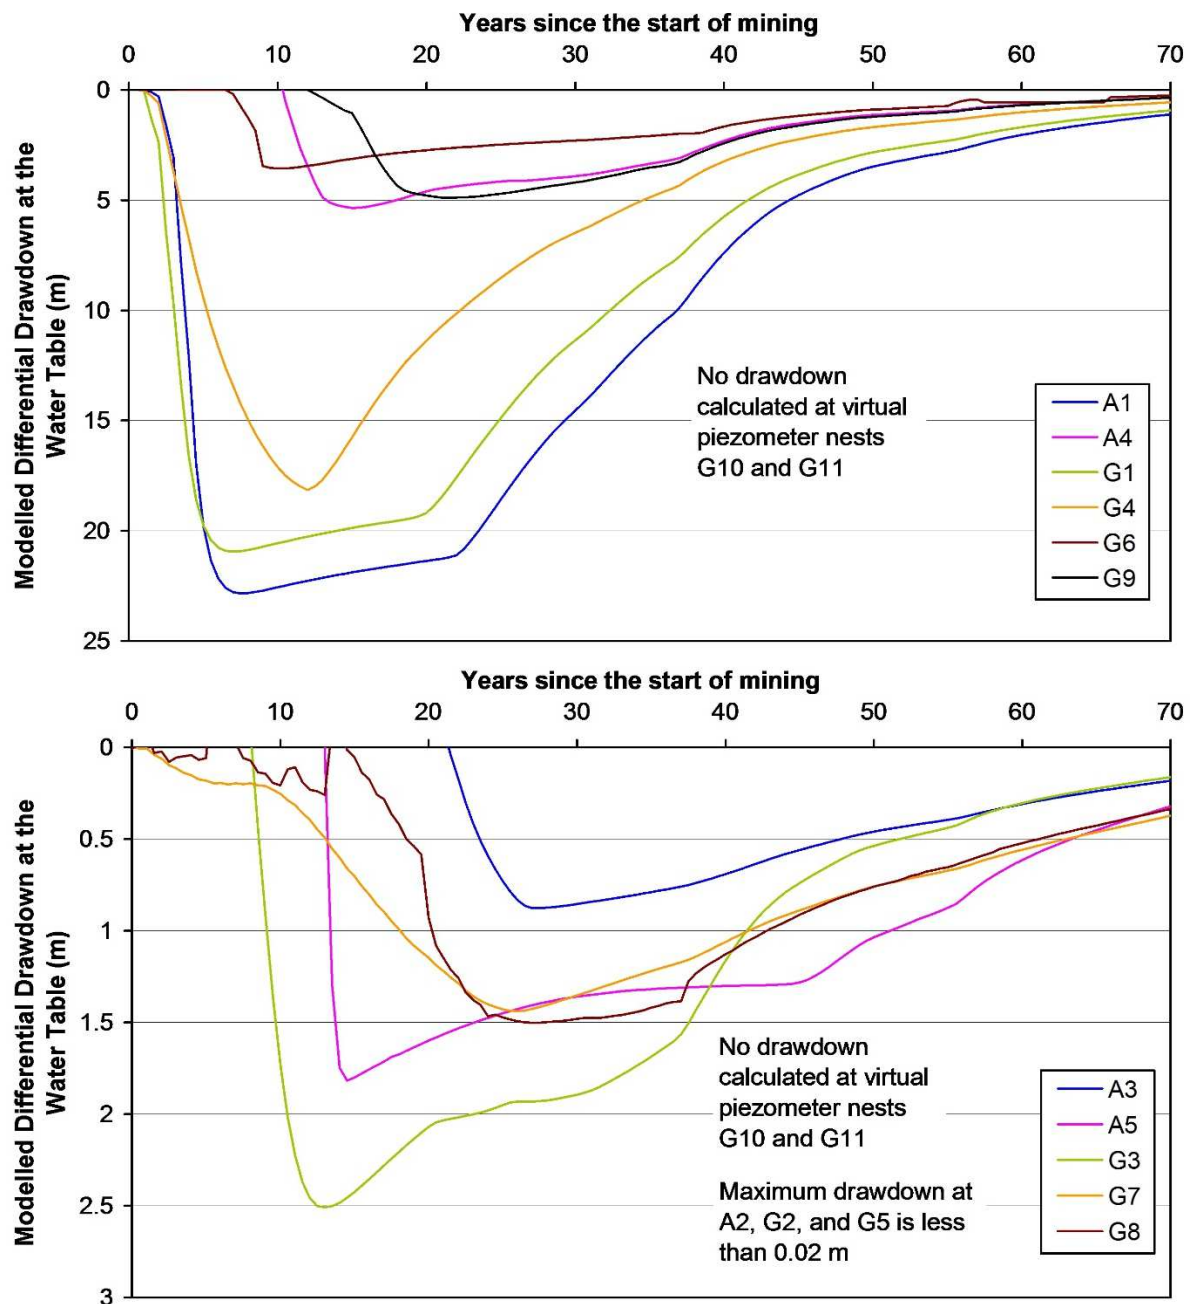 Years since the start of mining
0 10 20 30 40 50 60 70
0
5
10
15
20
25
Modelled Differential Drawdown at the
Water Table (m)
No drawdown
calculated at virtual
piezometer nests
G10 and G11
A1
A4
G1
G4
G6
G9
Years since the start of mining
0 10 20 30 40 50 60 70
0
0.5
1
1.5
2
2.5
3
Modelled Differential Drawdown at the
Water Table (m)
No drawdown
calculated at virtual
piezometer nests
G10 and G11
Maximum drawdown at
A2, G2, and G5 is less
than 0.02 m
A3
A5
G3
G7
G8